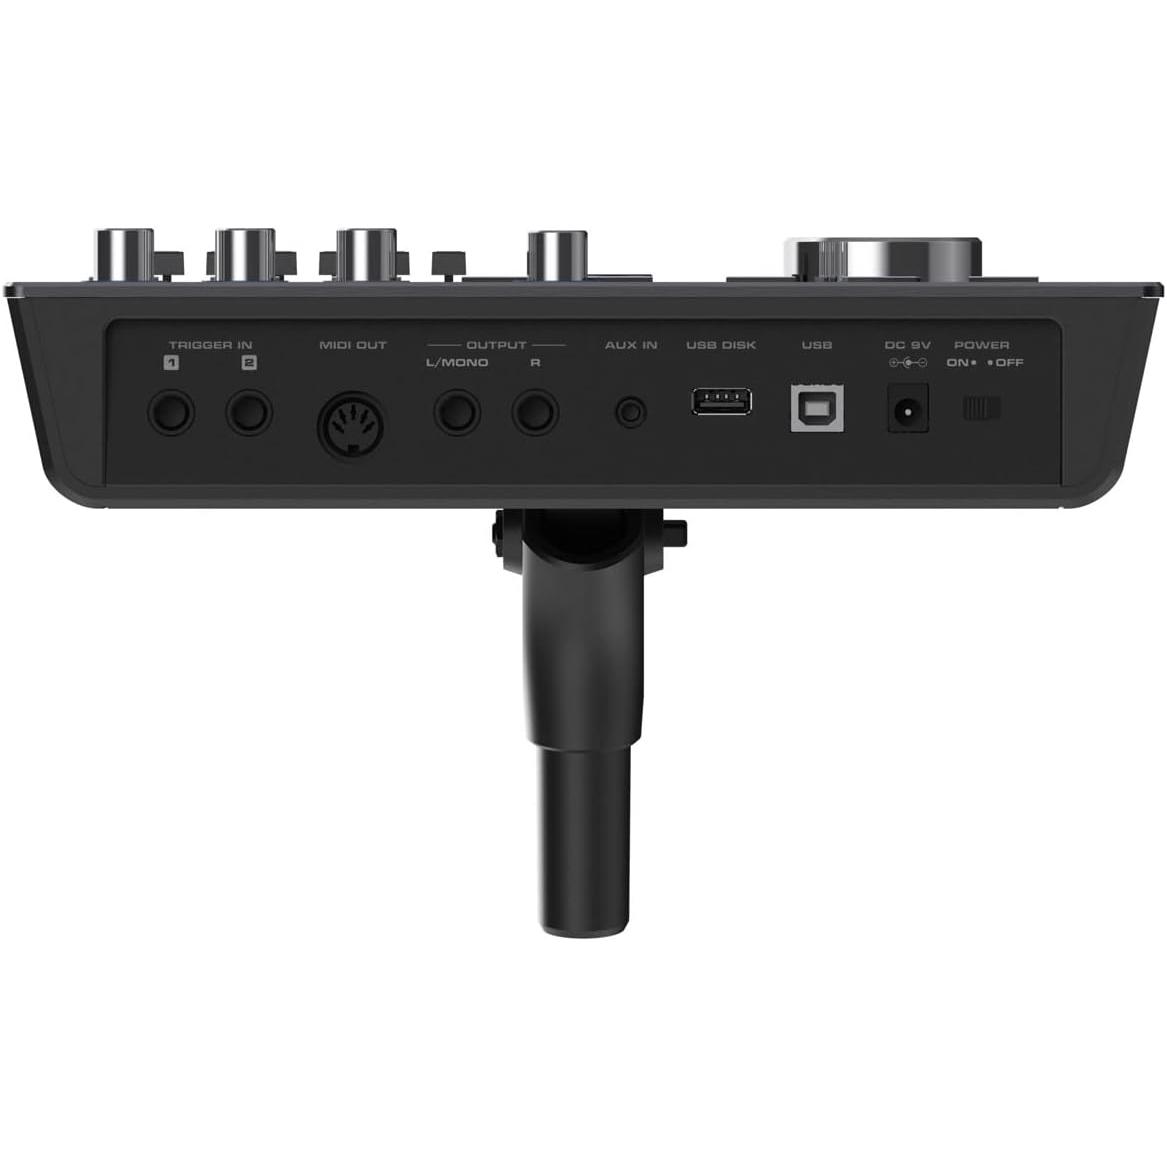 TRIGGER IN
1 2
MIDI OUT
OUTPUT
L/MONO R
AUX IN
USB DISK
USB
DC 9V
POWER
ON OFF